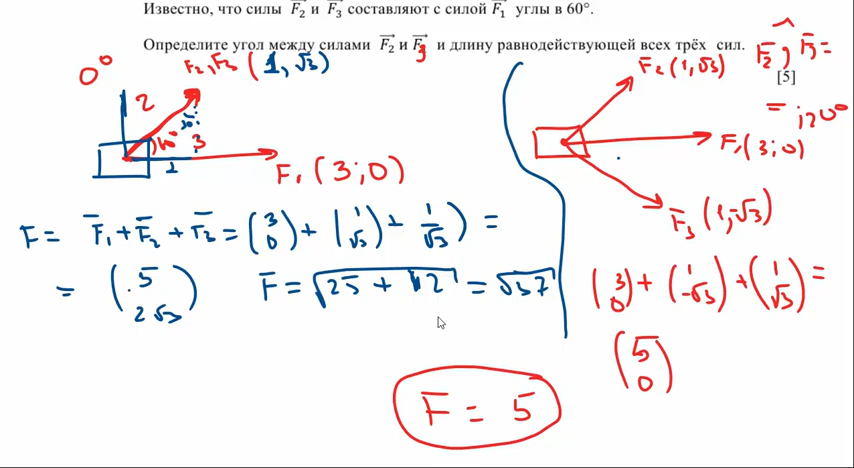 Известно, что силы F₂ и F₃ составляют с силой F₁ углы в 60°.
Определите угол между силами F₂ и F3 и длину равнодействующей всех трёх сил.
[5]
0°
F₂, F₃ (1, √3)
2
30°
60°
3
1
F₁ (3; 0)
F = F₁ + F₂ + F₃ = (3 0) + (1 √3) + (1 √3) =
= (5 2√3) F = √25 + 12 = √37
F₂, F₃ =
= 120°
F₂ (1, √3)
F₁ (3; 0)
F₃ (1, -√3)
(3 0) + (1 -√3) + (1 √3) =
(5 0)
F = 5